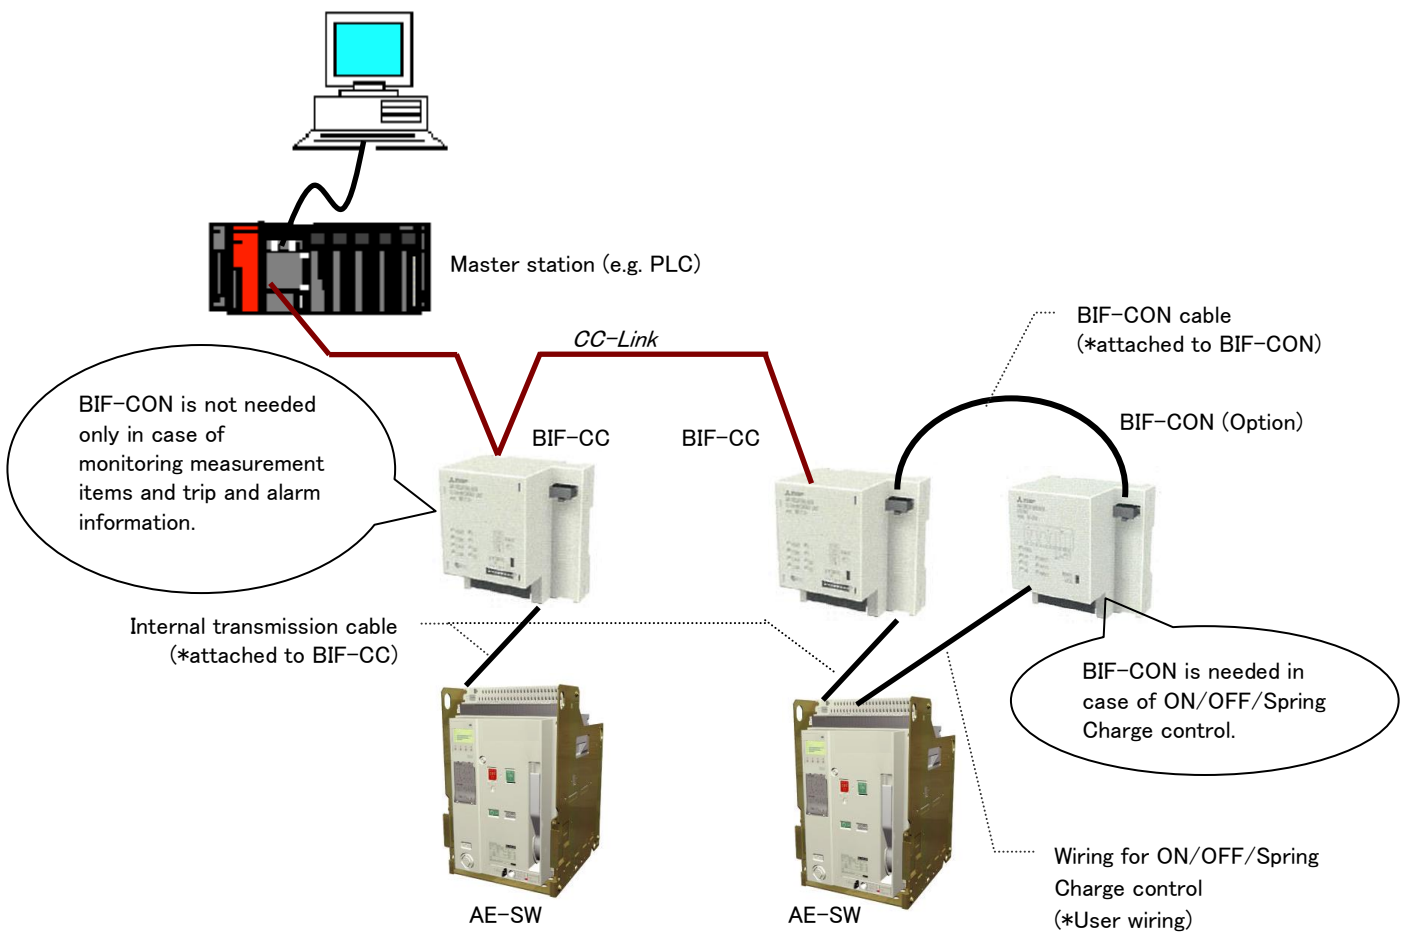 Master station (e.g. PLC)
CC-Link
BIF-CON cable
(*attached to BIF-CON)
BIF-CON is not needed
only in case of
monitoring measurement
items and trip and alarm
information.
BIF-CC
BIF-CC
BIF-CON (Option)
Internal transmission cable
(*attached to BIF-CC)
BIF-CON is needed in
case of ON/OFF/Spring
Charge control.
Wiring for ON/OFF/Spring
Charge control
(*User wiring)
AE-SW
AE-SW